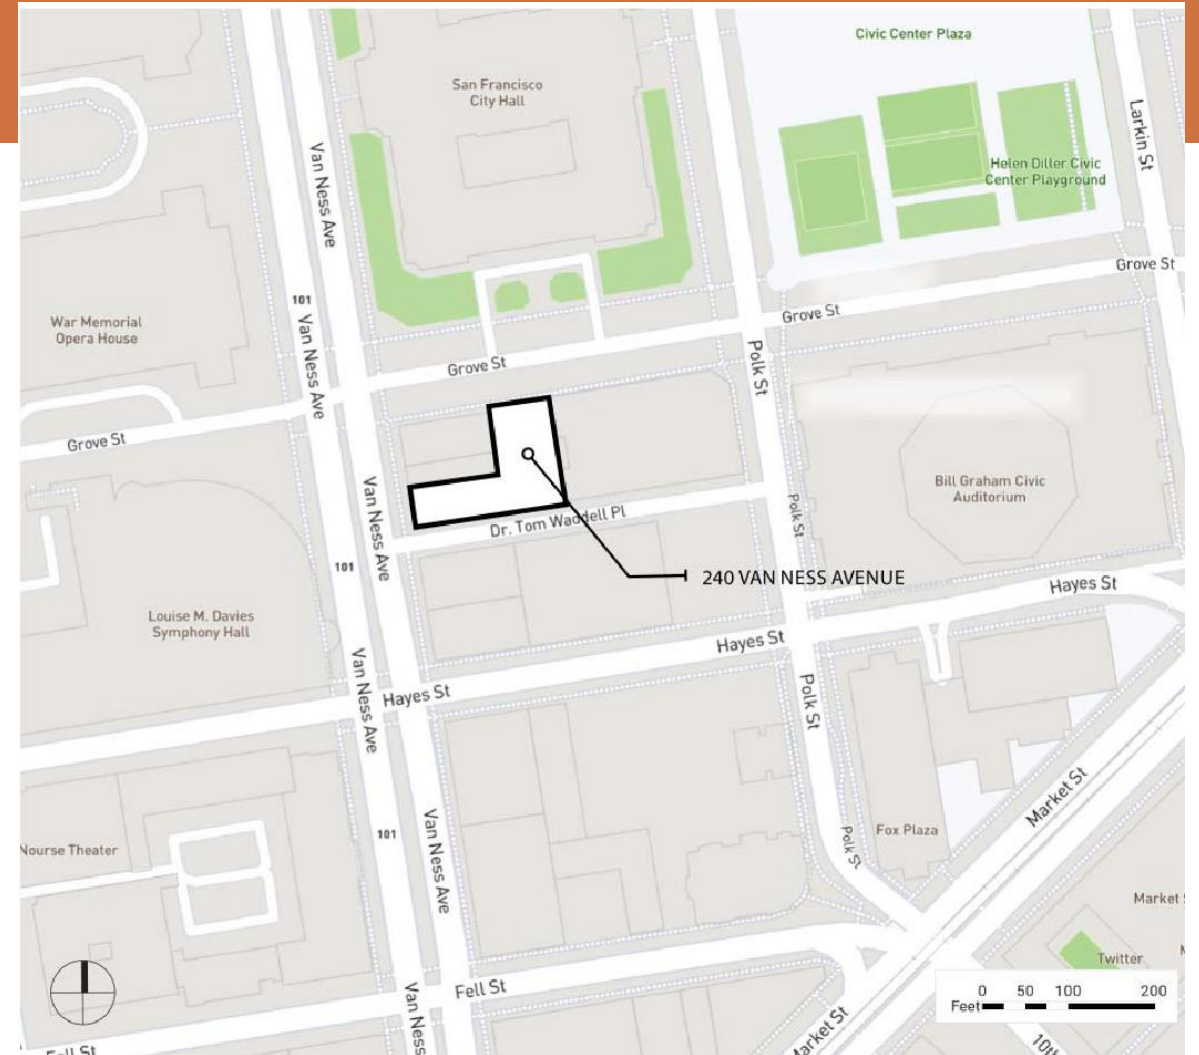 Civic Center Plaza
San Francisco
City Hall
Larkin St
Van Ness Ave
Helen Diller Civic
Center Playground
Grove St
101
War Memorial
Opera House
Van Ness Ave
Grove St
Polk St
Grove St
Grove St
Van Ness Ave
Bill Graham Civic
Auditorium
Polk St
Dr. Tom Waddell Pl
101
240 VAN NESS AVENUE
Hayes St
Louise M. Davies
Symphony Hall
Hayes St
Van Ness Ave
Polk St
Hayes St
Market St
101
Van Ness Ave
Polk St
Fox Plaza
Nourse Theater
Market
Twitter
Fell St
Van Ness
0 50 100 200
Feet
Market St
10th
Fell St